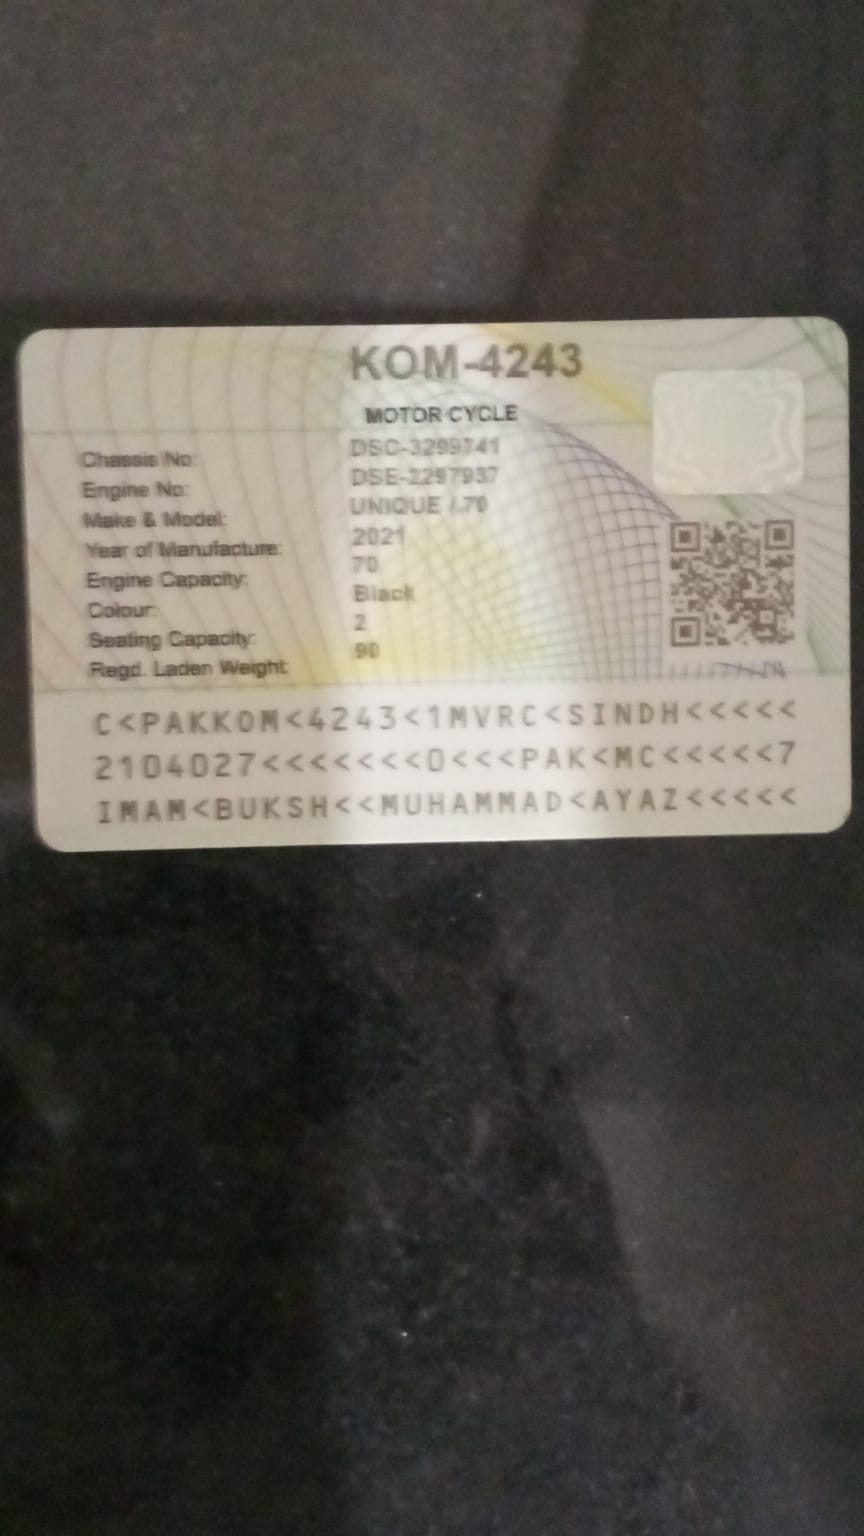 KOM-4243
MOTOR CYCLE
Chassis No: DSC-3299741
Engine No: DSE-2297937
Make & Model: UNIQUE / 70
Year of Manufacture: 2021
Engine Capacity: 70
Colour: Black
Seating Capacity: 2
Regd. Laden Weight: 90
C<PAKKOM<4243<1MVRC<SINDH<<<<<
2104027<<<<<<<<0<<<PAK<MC<<<<<7
IMAM<BUKSH<<MUHAMMAD<AYAZ<<<<<